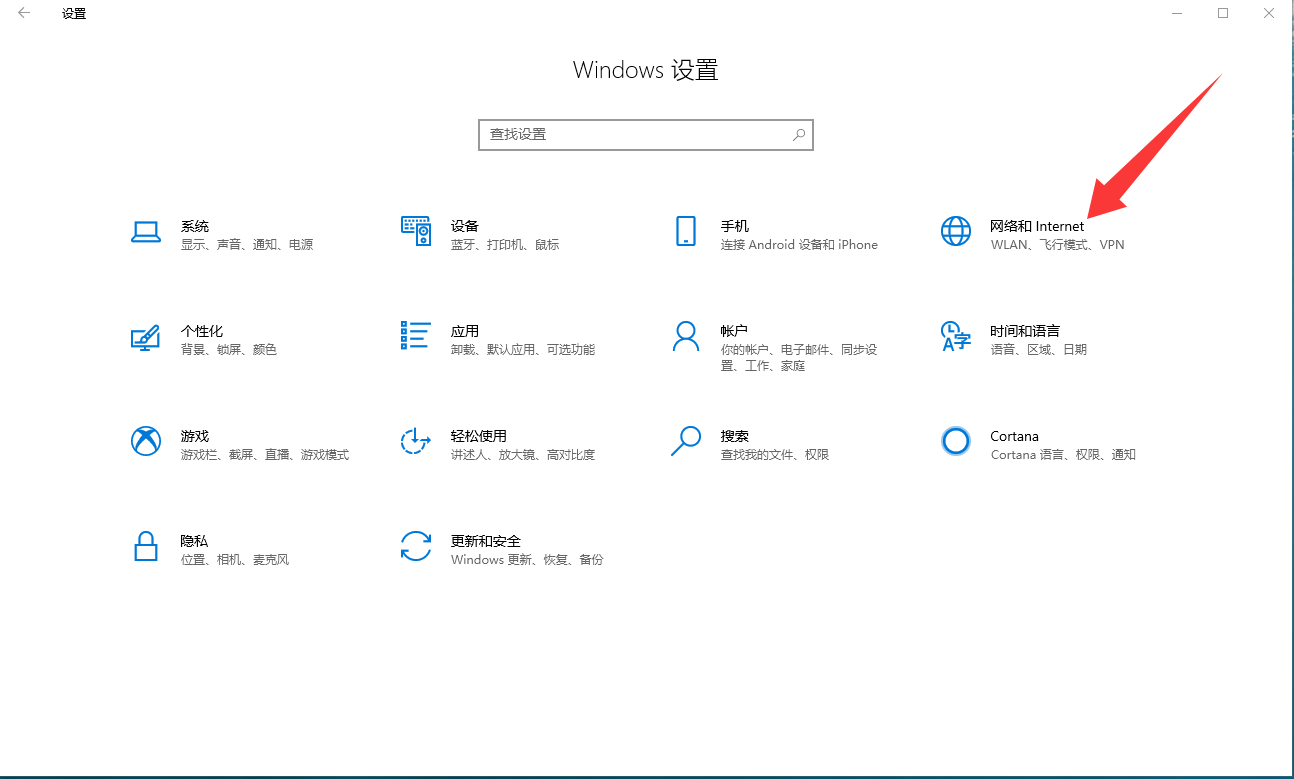 设置
Windows 设置
查找设置
系统
显示、声音、通知、电源
设备
蓝牙、打印机、鼠标
手机
连接 Android 设备和 iPhone
网络和 Internet
WLAN、飞行模式、VPN
个性化
背景、锁屏、颜色
应用
卸载、默认应用、可选功能
帐户
你的帐户、电子邮件、同步设
置、工作、家庭
时间和语言
语音、区域、日期
游戏
游戏栏、截屏、直播、游戏模式
轻松使用
讲述人、放大镜、高对比度
搜索
查找我的文件、权限
Cortana
Cortana 语言、权限、通知
隐私
位置、相机、麦克风
更新和安全
Windows 更新、恢复、备份